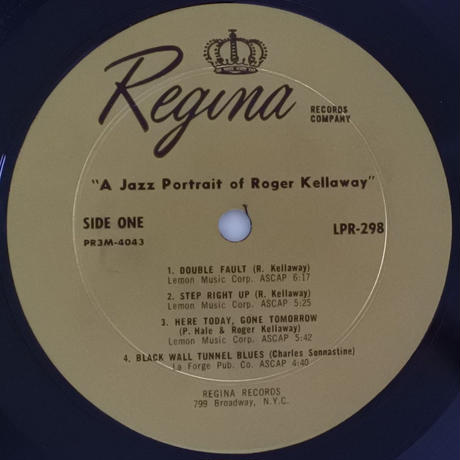 Regina
RECORDS
COMPANY
"A Jazz Portrait of Roger Kellaway"
SIDE ONE
LPR-298
PR3M-4043
1. DOUBLE FAULT (R. Kellaway)
Lemon Music Corp. ASCAP 6:17
2. STEP RIGHT UP (R. Kellaway)
Lemon Music Corp. ASCAP 5:25
3. HERE TODAY, GONE TOMORROW
(P. Hale & Roger Kellaway)
Lemon Music Corp. ASCAP 5:42
4. BLACK WALL TUNNEL BLUES (Charles Sonnastine)
La Forge Pub. Co. ASCAP 4:40
REGINA RECORDS
799 Broadway, N.Y.C.